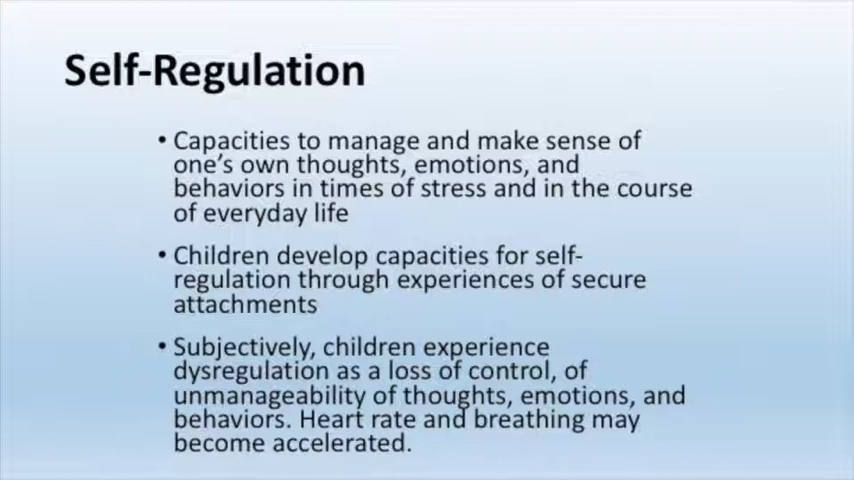 Self-Regulation
• Capacities to manage and make sense of
one's own thoughts, emotions, and
behaviors in times of stress and in the course
of everyday life
• Children develop capacities for self-
regulation through experiences of secure
attachments
• Subjectively, children experience
dysregulation as a loss of control, of
unmanageability of thoughts, emotions, and
behaviors. Heart rate and breathing may
become accelerated.